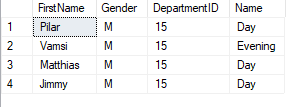 FirstName Gender DepartmentID Name
1 Pilar M 15 Day
2 Vamsi M 15 Evening
3 Matthias M 15 Day
4 Jimmy M 15 Day